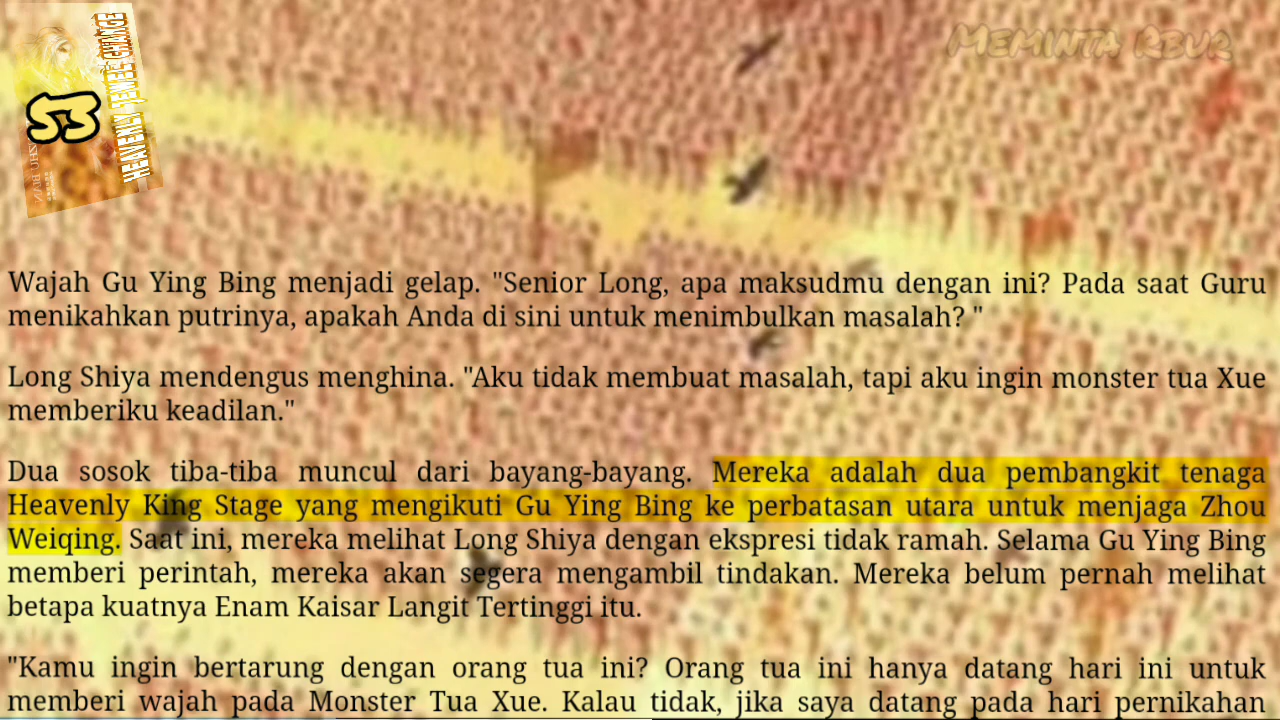 Meminta Rbur
HEAVENLY JEWEL CHANGE
53
Wajah Gu Ying Bing menjadi gelap. "Senior Long, apa maksudmu dengan ini? Pada saat Guru
menikahkan putrinya, apakah Anda di sini untuk menimbulkan masalah? "
Long Shiya mendengus menghina. "Aku tidak membuat masalah, tapi aku ingin monster tua Xue
memberiku keadilan."
Dua sosok tiba-tiba muncul dari bayang-bayang. Mereka adalah dua pembangkit tenaga
Heavenly King Stage yang mengikuti Gu Ying Bing ke perbatasan utara untuk menjaga Zhou
Weiqing. Saat ini, mereka melihat Long Shiya dengan ekspresi tidak ramah. Selama Gu Ying Bing
memberi perintah, mereka akan segera mengambil tindakan. Mereka belum pernah melihat
betapa kuatnya Enam Kaisar Langit Tertinggi itu.
"Kamu ingin bertarung dengan orang tua ini? Orang tua ini hanya datang hari ini untuk
memberi wajah pada Monster Tua Xue. Kalau tidak, jika saya datang pada hari pernikahan